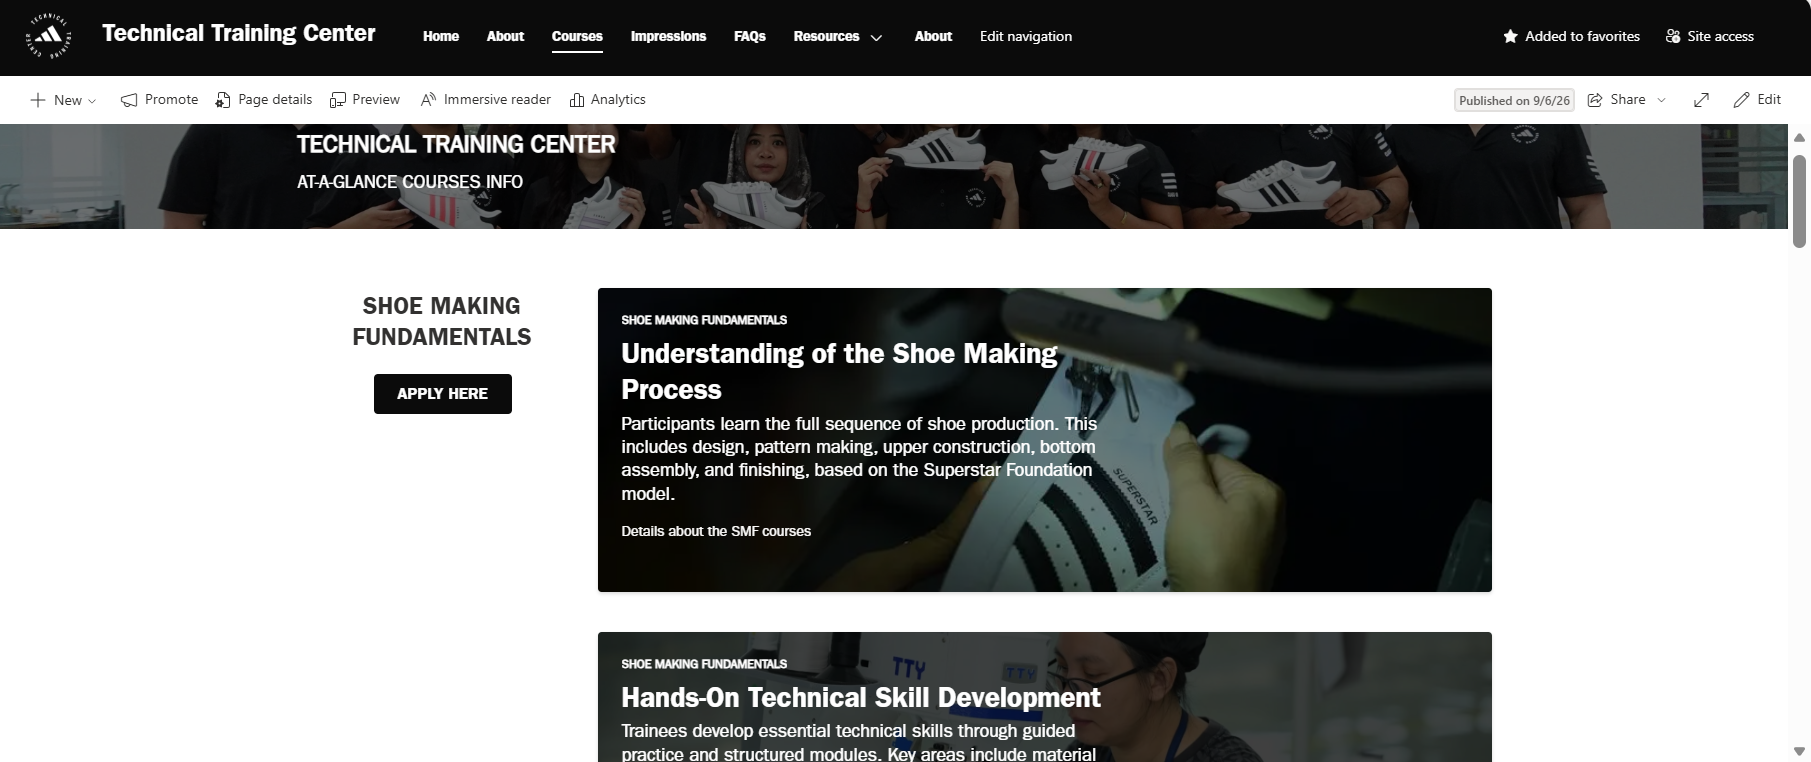 TECHNICAL TRAINING CENTER
Technical Training Center
Home
About
Courses
Impressions
FAQs
Resources
About
Edit navigation
Added to favorites
Site access
New
Promote
Page details
Preview
Immersive reader
Analytics
Published on 9/6/26
Share
Edit
TECHNICAL TRAINING CENTER
AT-A-GLANCE COURSES INFO
SHOE MAKING
FUNDAMENTALS
APPLY HERE
SHOE MAKING FUNDAMENTALS
Understanding of the Shoe Making
Process
Participants learn the full sequence of shoe production. This
includes design, pattern making, upper construction, bottom
assembly, and finishing, based on the Superstar Foundation
model.
Details about the SMF courses
SUPERSTAR
SHOE MAKING FUNDAMENTALS
TTY
TTY
Hands-On Technical Skill Development
Trainees develop essential technical skills through guided
practice and structured modules. Key areas include material